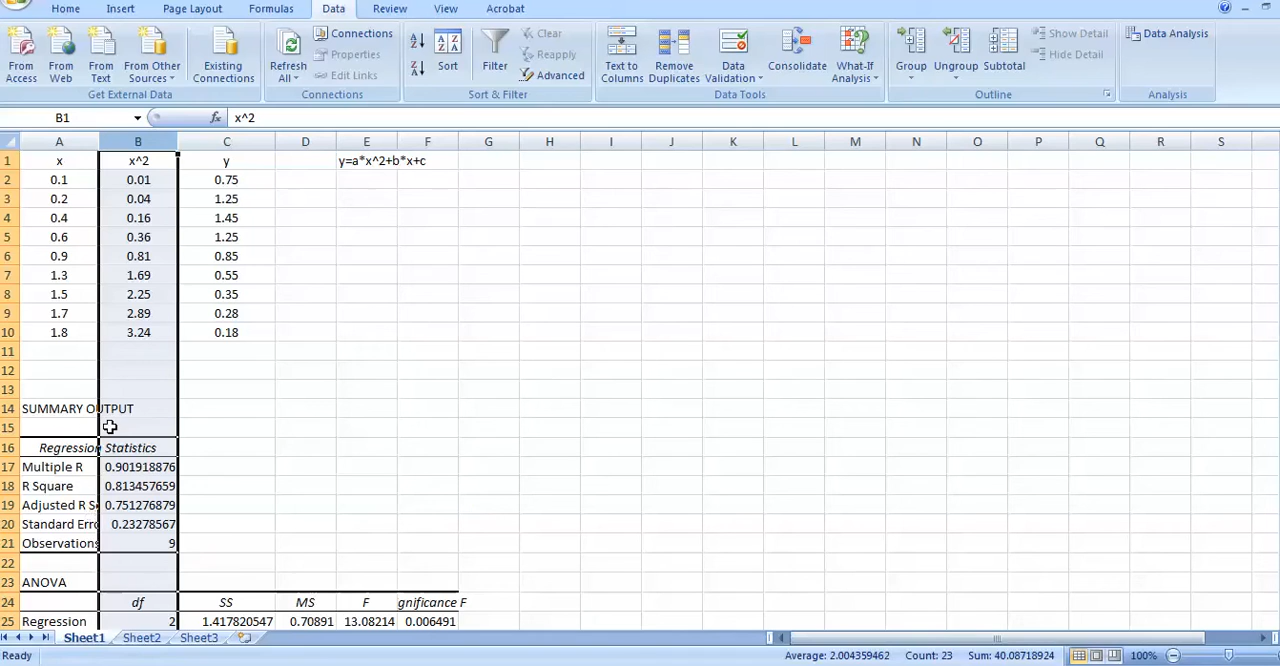 Home Insert Page Layout Formulas Data Review View Acrobat
From Access From Web From Text From Other Sources Existing Connections Refresh All Connections Properties Edit Links Sort Filter Clear Reapply Advanced Text to Columns Remove Duplicates Data Validation Consolidate What-If Analysis Group Ungroup Subtotal Show Detail Hide Detail Data Analysis
Get External Data Connections Sort & Filter Data Tools Outline Analysis
B1 fx x^2
A B C D E F G H I J K L M N O P Q R S
1 x x^2 y y=a*x^2+b*x+c
2 0.1 0.01 0.75
3 0.2 0.04 1.25
4 0.4 0.16 1.45
5 0.6 0.36 1.25
6 0.9 0.81 0.85
7 1.3 1.69 0.55
8 1.5 2.25 0.35
9 1.7 2.89 0.28
10 1.8 3.24 0.18
11
12
13
14 SUMMARY OUTPUT
15
16 Regression Statistics
17 Multiple R 0.901918876
18 R Square 0.813457659
19 Adjusted R S 0.751276879
20 Standard Erro 0.23278567
21 Observations 9
22
23 ANOVA
24 df SS MS F gnificance F
25 Regression 2 1.417820547 0.70891 13.08214 0.006491
Sheet1 Sheet2 Sheet3
Ready Average: 2.004359462 Count: 23 Sum: 40.08718924 100%